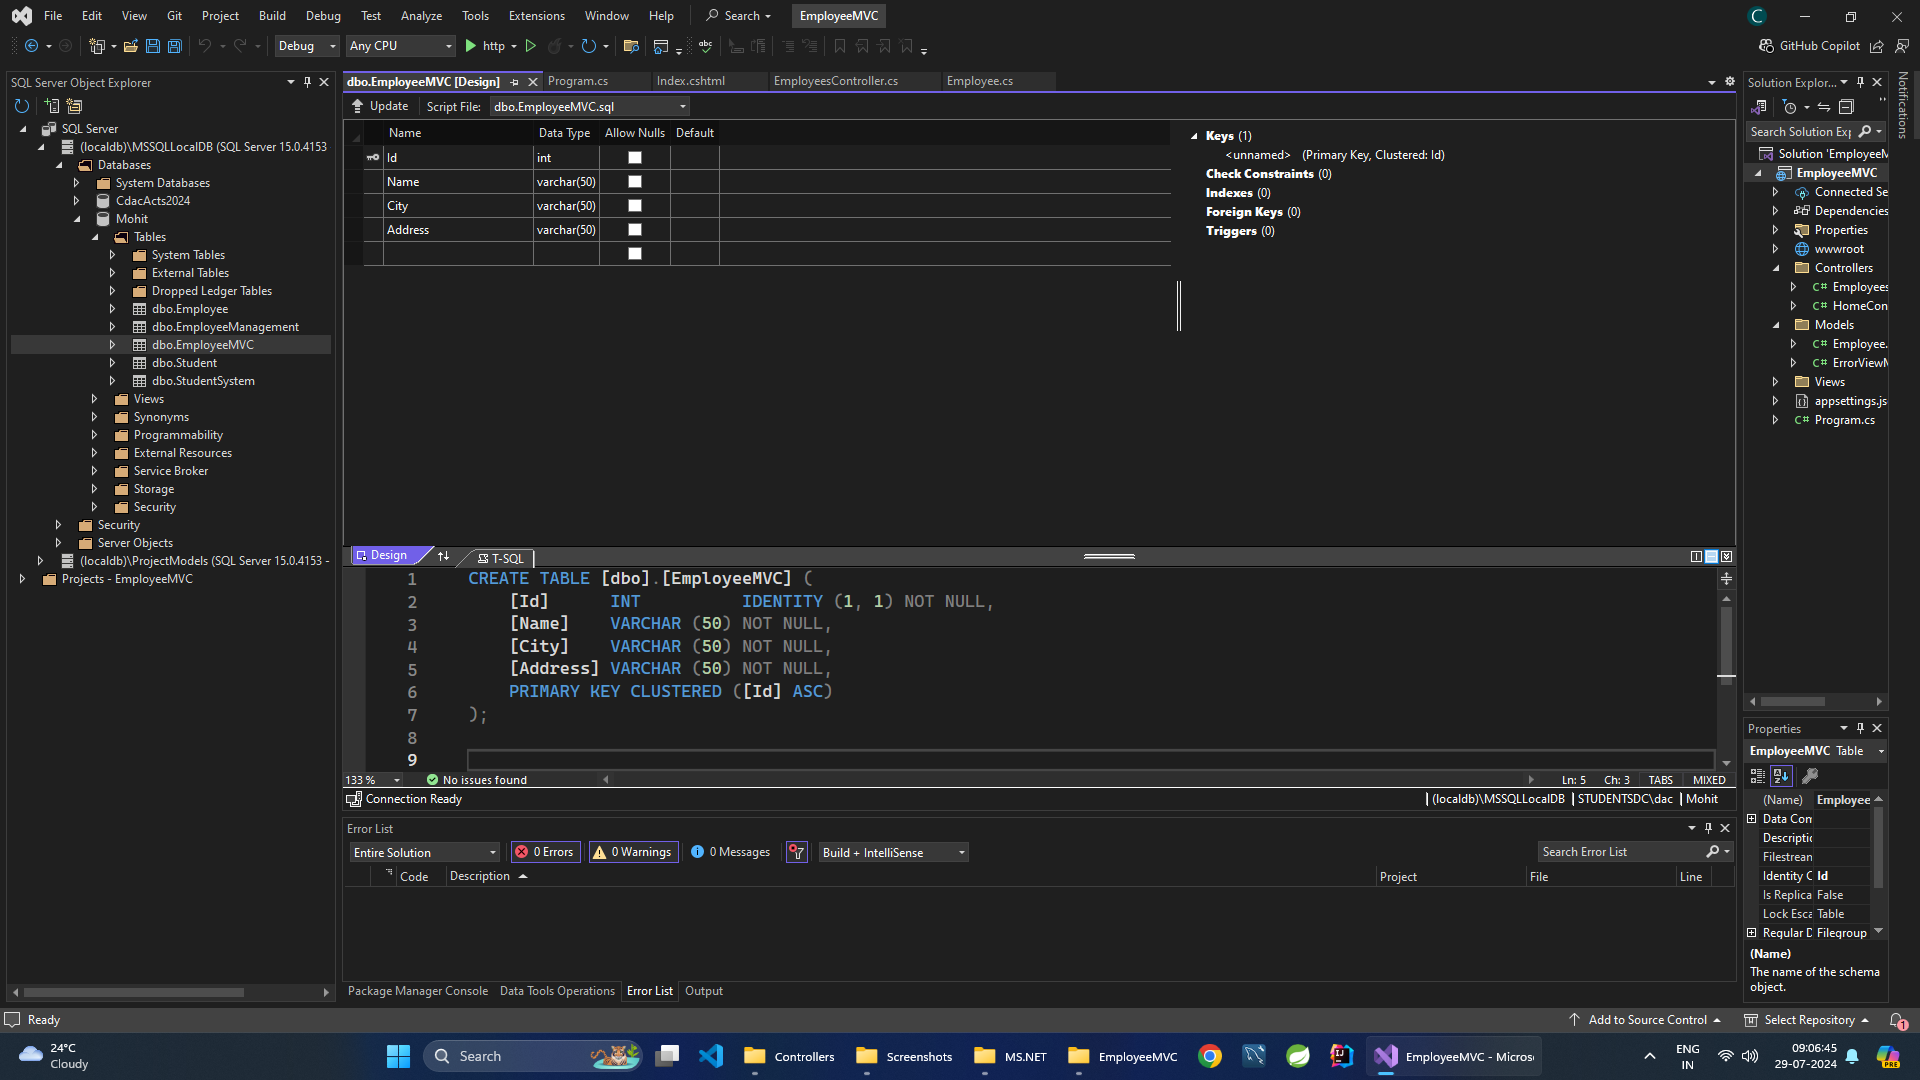 File Edit View Git Project Build Debug Test Analyze Tools Extensions Window Help Search EmployeeMVC C
Debug Any CPU http GitHub Copilot
SQL Server Object Explorer
SQL Server
(localdb)\MSSQLLocalDB (SQL Server 15.0.4153
Databases
System Databases
CdacActs2024
Mohit
Tables
System Tables
External Tables
Dropped Ledger Tables
dbo.Employee
dbo.EmployeeManagement
dbo.EmployeeMVC
dbo.Student
dbo.StudentSystem
Views
Synonyms
Programmability
External Resources
Service Broker
Storage
Security
Security
Server Objects
(localdb)\ProjectModels (SQL Server 15.0.4153 -
Projects - EmployeeMVC
dbo.EmployeeMVC [Design] Program.cs Index.cshtml EmployeesController.cs Employee.cs
Update Script File: dbo.EmployeeMVC.sql
Name Data Type Allow Nulls Default
Id int
Name varchar(50)
City varchar(50)
Address varchar(50)
Keys (1)
<unnamed> (Primary Key, Clustered: Id)
Check Constraints (0)
Indexes (0)
Foreign Keys (0)
Triggers (0)
Design T-SQL
1 CREATE TABLE [dbo].[EmployeeMVC] (
2 [Id] INT IDENTITY (1, 1) NOT NULL,
3 [Name] VARCHAR (50) NOT NULL,
4 [City] VARCHAR (50) NOT NULL,
5 [Address] VARCHAR (50) NOT NULL,
6 PRIMARY KEY CLUSTERED ([Id] ASC)
7 );
8
9
133 % No issues found Ln: 5 Ch: 3 TABS MIXED
Connection Ready (localdb)\MSSQLLocalDB STUDENTSDC\dac Mohit
Error List
Entire Solution 0 Errors 0 Warnings 0 Messages Build + IntelliSense Search Error List
Code Description Project File Line
Package Manager Console Data Tools Operations Error List Output
Solution Explor...
Search Solution Exp
Solution 'EmployeeM
EmployeeMVC
Connected Se
Dependencies
Properties
wwwroot
Controllers
C# Employees
C# HomeCon
Models
C# Employee.
C# ErrorViewM
Views
appsettings.js
C# Program.cs
Notifications
Properties
EmployeeMVC Table
(Name) Employee
Data Com
Descriptic
Filestream
Identity C Id
Is Replica False
Lock Esca Table
Regular D Filegroup
(Name)
The name of the schema
object.
Ready Add to Source Control Select Repository 1
24°C
Cloudy
Search Controllers Screenshots MS.NET EmployeeMVC EmployeeMVC - Micros
ENG
IN
09:06:45
29-07-2024
PRE